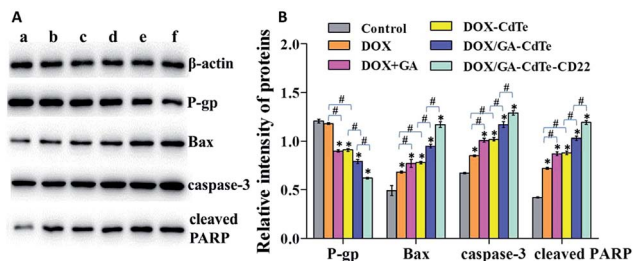 A
a b c d e f
β-actin
P-gp
Bax
caspase-3
cleaved
PARP
B
Control
DOX
DOX+GA
DOX-CdTe
DOX/GA-CdTe
DOX/GA-CdTe-CD22
Relative intensity of proteins
2.0
1.5
1.0
0.5
0.0
# # # #
* * * *
# # # #
* * * * *
# # # #
* * * * *
# # # #
* * * * *
P-gp Bax caspase-3 cleaved PARP